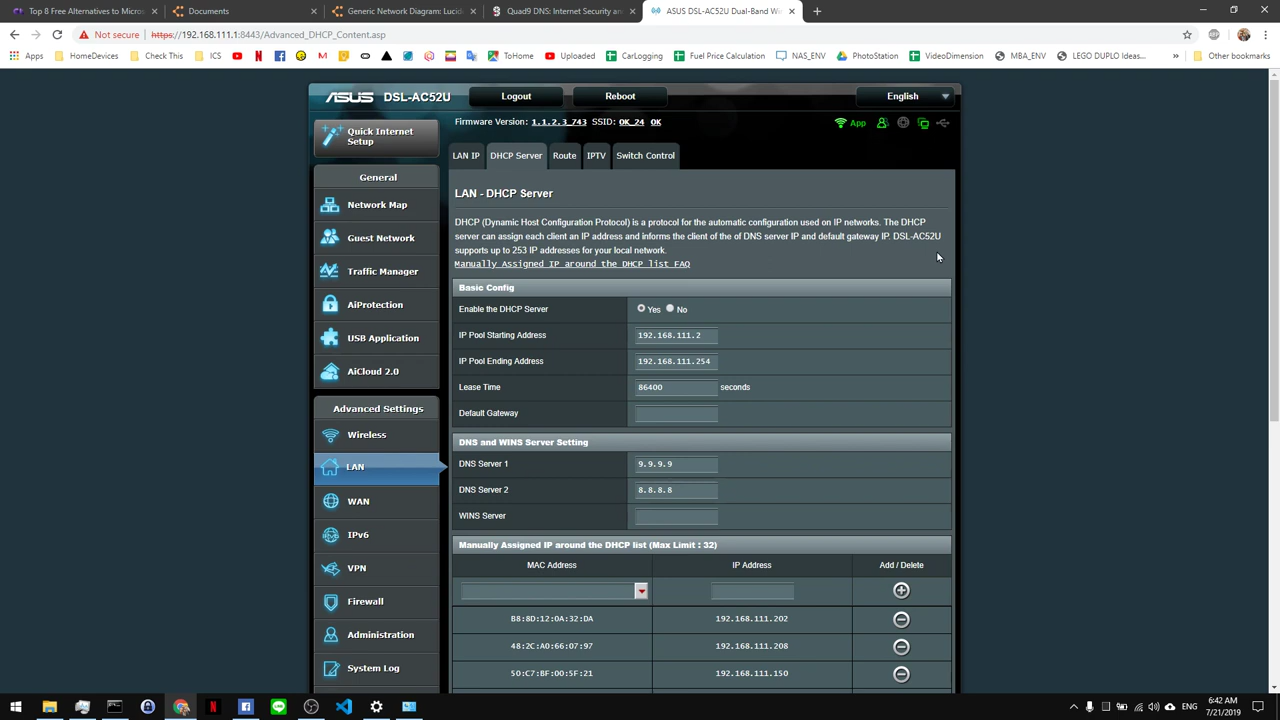 Top 8 Free Alternatives to Micros
Documents
Generic Network Diagram: Lucid
Quad9 DNS: Internet Security an
ASUS DSL-AC52U Dual-Band Wi
Not secure
https://192.168.111.1:8443/Advanced_DHCP_Content.asp
Apps
HomeDevices
Check This
ICS
ToHome
Uploaded
CarLogging
Fuel Price Calculation
NAS_ENV
PhotoStation
VideoDimension
MBA_ENV
LEGO DUPLO Ideas...
»
Other bookmarks
ASUS DSL-AC52U
Logout
Reboot
English
Quick Internet
Setup
Firmware Version: 1.1.2.3_743 SSID: OK_24 OK
App
General
Network Map
Guest Network
Traffic Manager
AiProtection
USB Application
AiCloud 2.0
Advanced Settings
Wireless
LAN
WAN
IPv6
VPN
Firewall
Administration
System Log
LAN IP
DHCP Server
Route
IPTV
Switch Control
LAN - DHCP Server
DHCP (Dynamic Host Configuration Protocol) is a protocol for the automatic configuration used on IP networks. The DHCP
server can assign each client an IP address and informs the client of the of DNS server IP and default gateway IP. DSL-AC52U
supports up to 253 IP addresses for your local network.
Manually Assigned IP around the DHCP list FAQ
Basic Config
Enable the DHCP Server Yes No
IP Pool Starting Address 192.168.111.2
IP Pool Ending Address 192.168.111.254
Lease Time 86400 seconds
Default Gateway
DNS and WINS Server Setting
DNS Server 1 9.9.9.9
DNS Server 2 8.8.8.8
WINS Server
Manually Assigned IP around the DHCP list (Max Limit : 32)
MAC Address IP Address Add / Delete
B8:8D:12:0A:32:DA 192.168.111.202
48:2C:A0:66:07:97 192.168.111.208
50:C7:BF:00:5F:21 192.168.111.150
ENG
6:42 AM
7/21/2019